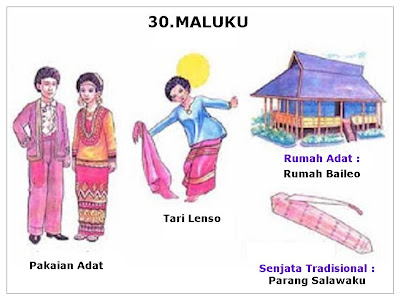 30.MALUKU
Rumah Adat :
Rumah Baileo
Tari Lenso
Pakaian Adat
Senjata Tradisional :
Parang Salawaku